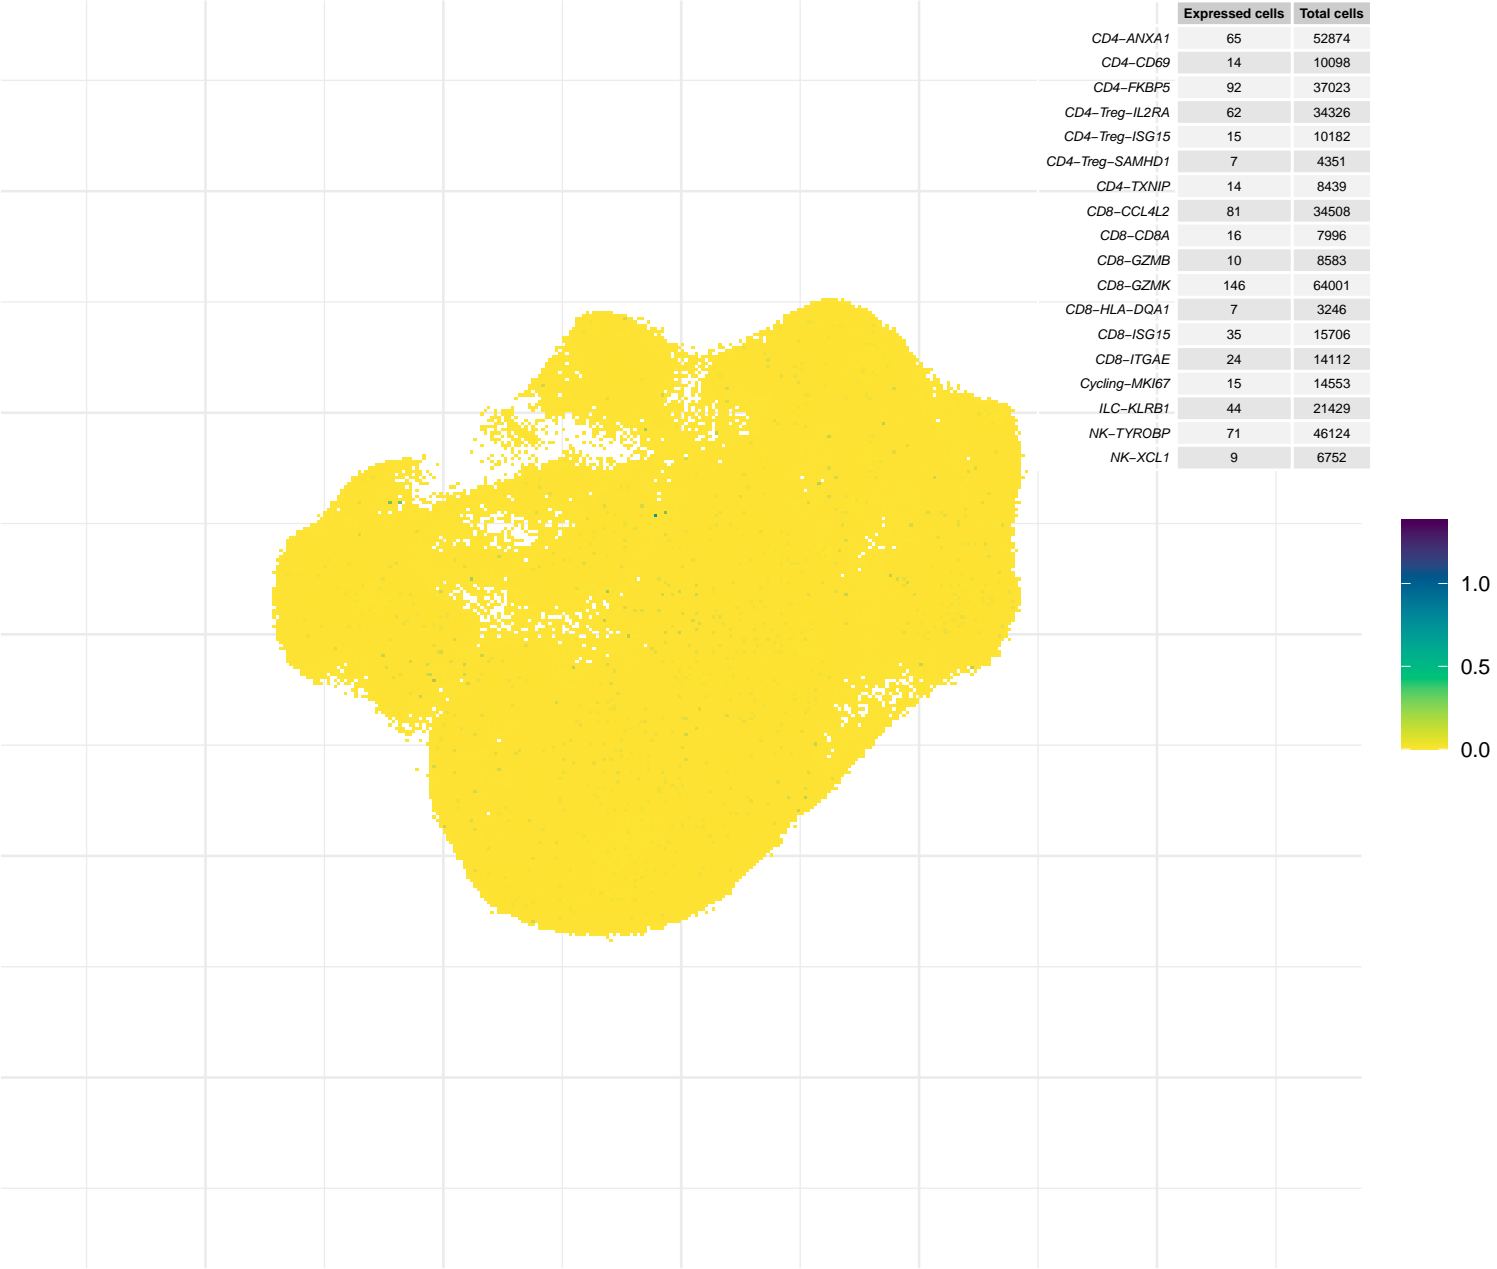 Expressed cells Total cells
CD4−ANXA1 65 52874
CD4−CD69 14 10098
CD4−FKBP5 92 37023
CD4−Treg−IL2RA 62 34326
CD4−Treg−ISG15 15 10182
CD4−Treg−SAMHD1 7 4351
CD4−TXNIP 14 8439
CD8−CCL4L2 81 34508
CD8−CD8A 16 7996
CD8−GZMB 10 8583
CD8−GZMK 146 64001
CD8−HLA−DQA1 7 3246
CD8−ISG15 35 15706
CD8−ITGAE 24 14112
Cycling−MKI67 15 14553
ILC−KLRB1 44 21429
NK−TYROBP 71 46124
NK−XCL1 9 6752
1.0
0.5
0.0